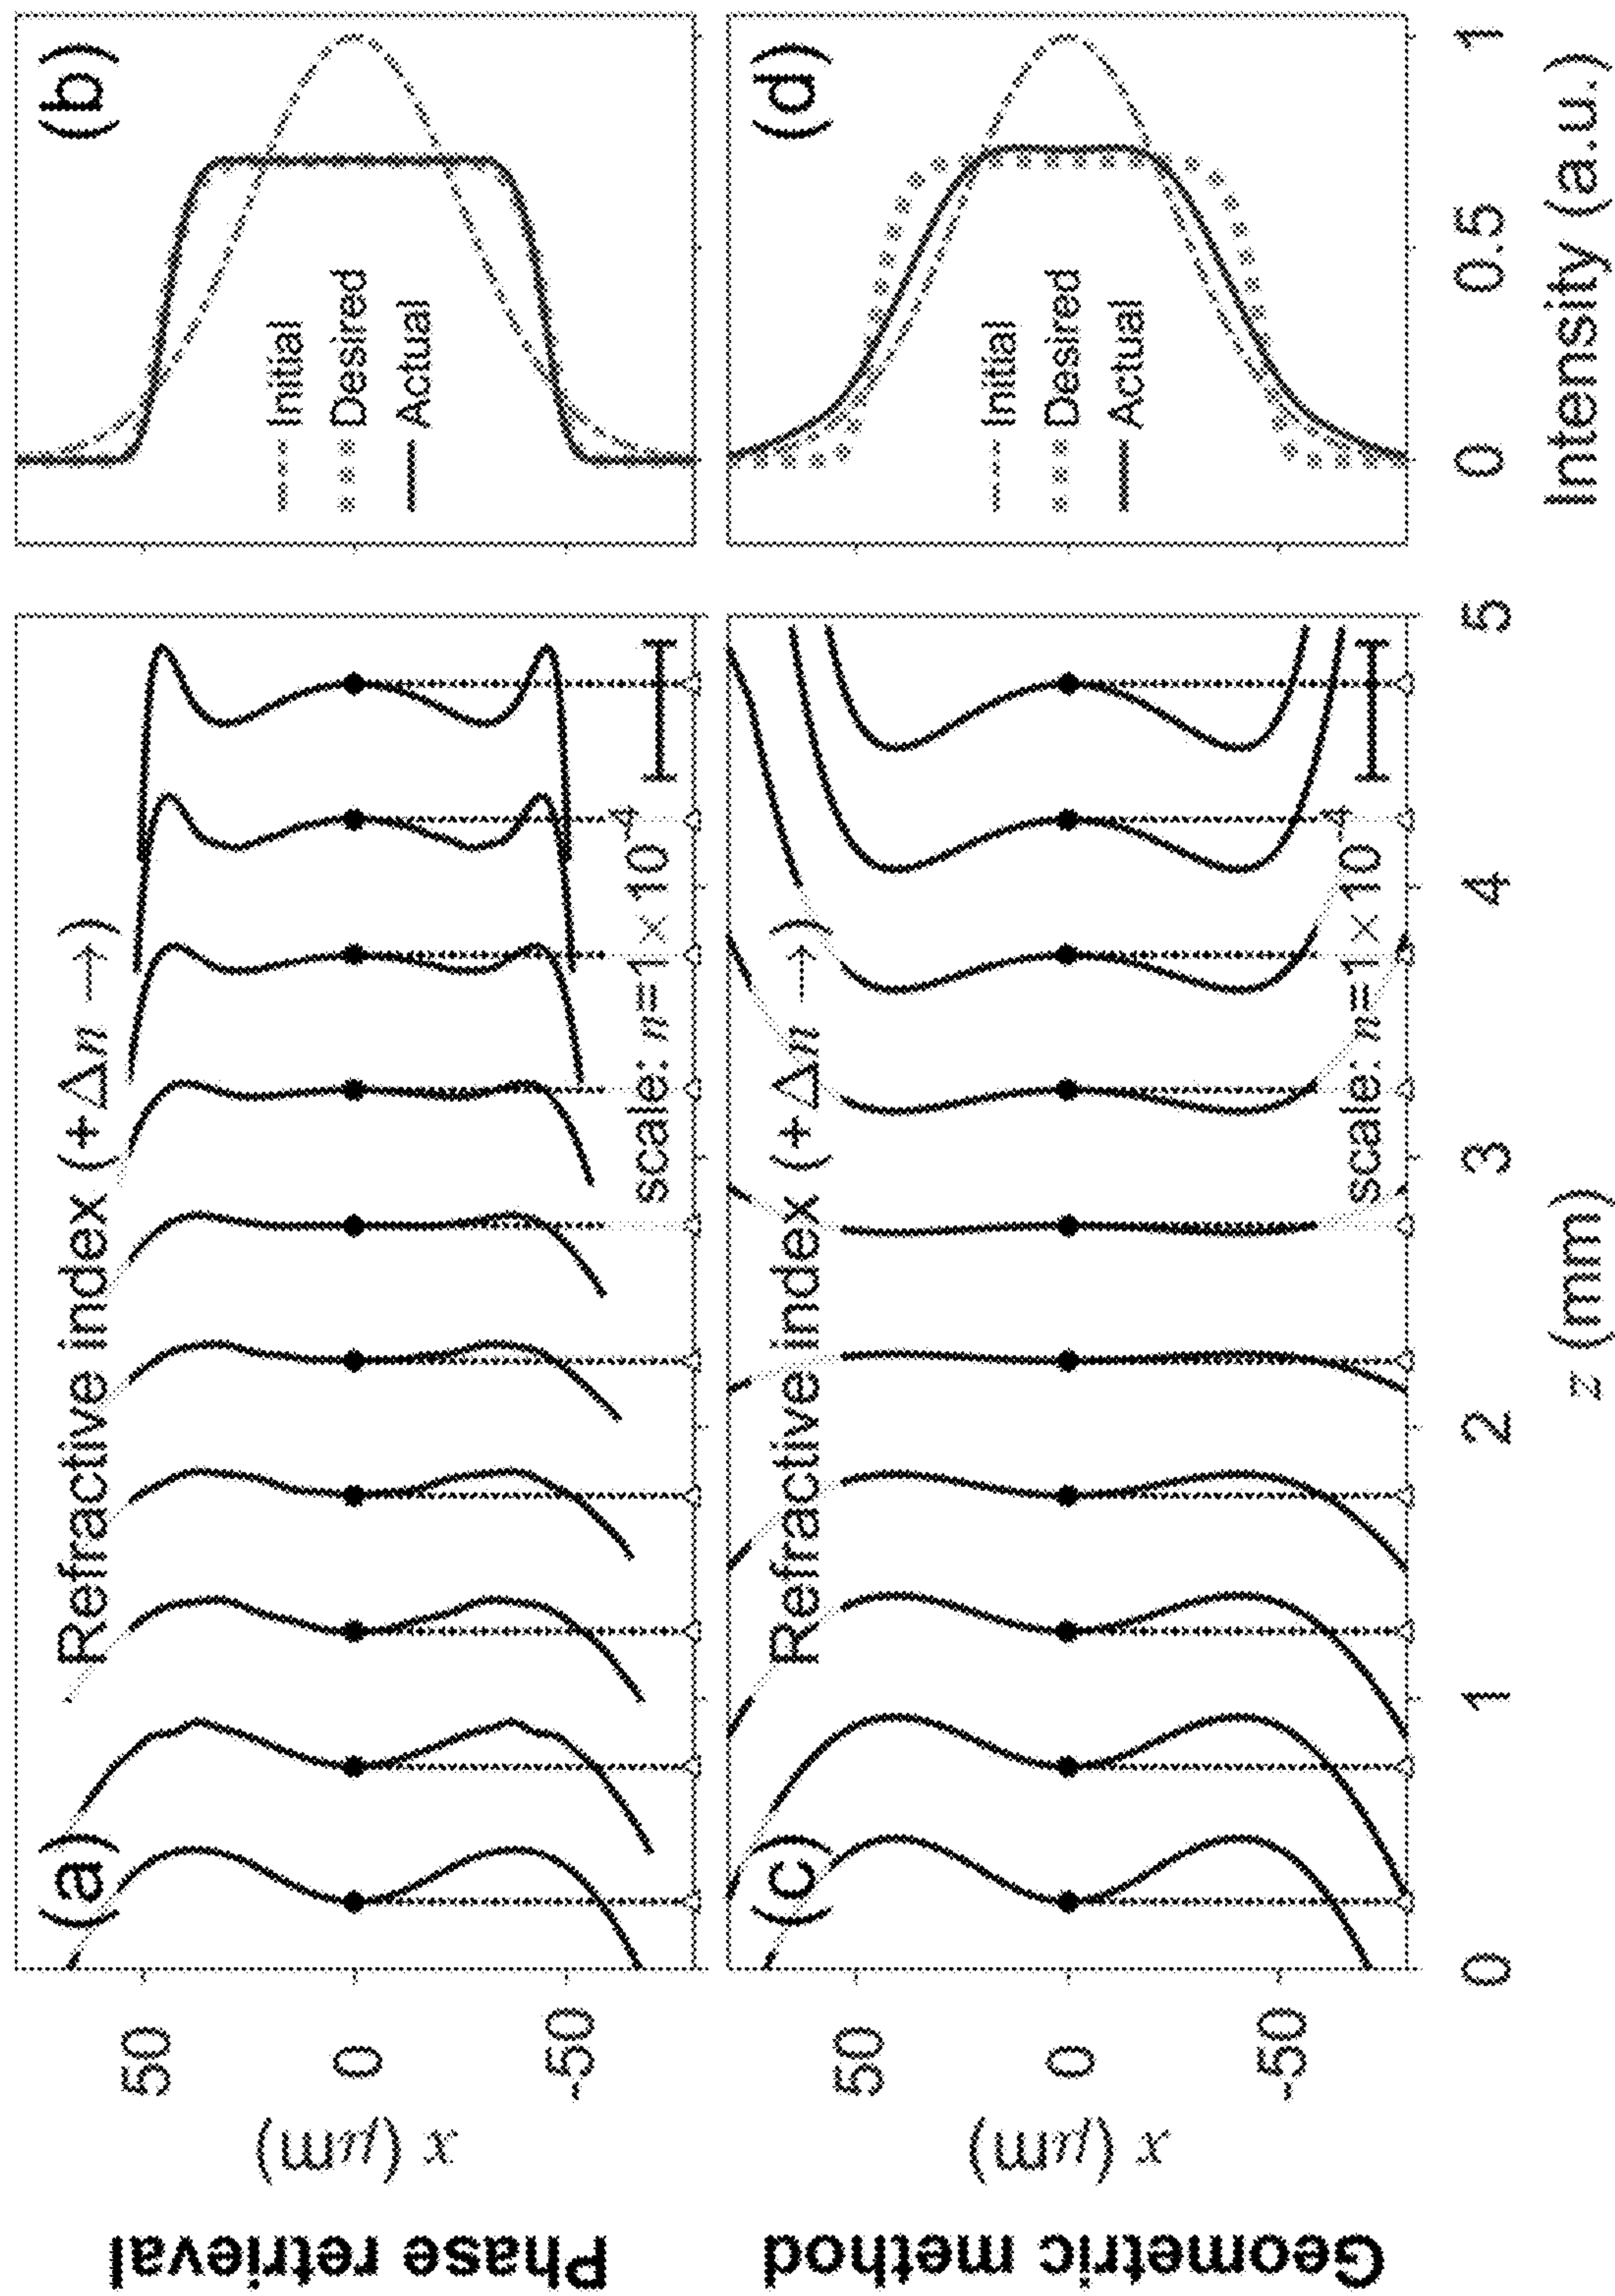 Phase retrieval
x (μm)
50
0
-50
(a)
Refractive index (+Δn →)
scale: n=1×10⁻⁴
(b)
Initial
Desired
Actual
Geometric method
x (μm)
50
0
-50
(c)
Refractive index (+Δn →)
scale: n=1×10⁻⁴
(d)
Initial
Desired
Actual
0 1 2 3 4 5
z (mm)
0 0.5 1
Intensity (a.u.)